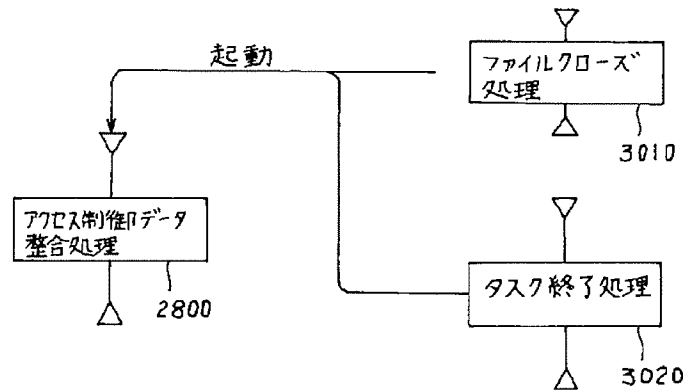 起動
ファイルクローズ
処理
3010
アクセス制御データ
整合処理
2800
タスク終了処理
3020